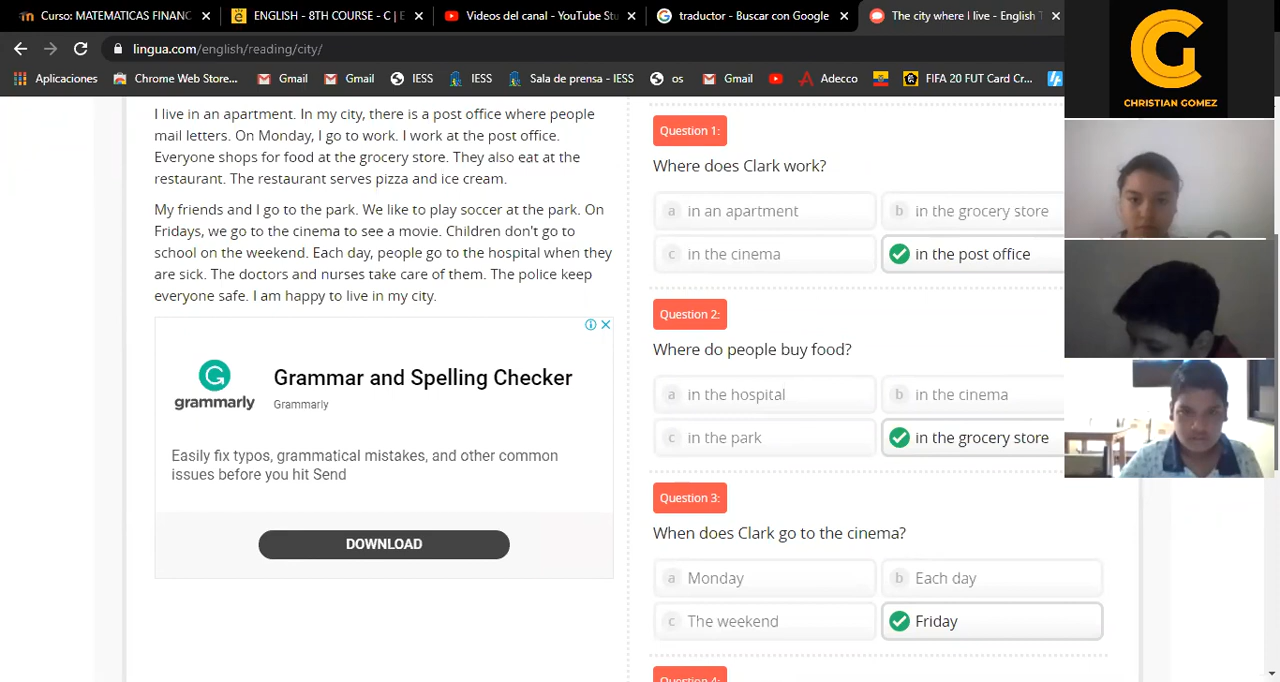 Curso: MATEMATICAS FINANC
ENGLISH - 8TH COURSE - C | E
Videos del canal - YouTube Stu
traductor - Buscar con Google
The city where I live - English T
lingua.com/english/reading/city/
Aplicaciones
Chrome Web Store...
Gmail
Gmail
IESS
IESS
Sala de prensa - IESS
os
Gmail
Adecco
FIFA 20 FUT Card Cr...
CHRISTIAN GOMEZ
I live in an apartment. In my city, there is a post office where people
mail letters. On Monday, I go to work. I work at the post office.
Everyone shops for food at the grocery store. They also eat at the
restaurant. The restaurant serves pizza and ice cream.
My friends and I go to the park. We like to play soccer at the park. On
Fridays, we go to the cinema to see a movie. Children don't go to
school on the weekend. Each day, people go to the hospital when they
are sick. The doctors and nurses take care of them. The police keep
everyone safe. I am happy to live in my city.
grammarly
Grammar and Spelling Checker
Grammarly
Easily fix typos, grammatical mistakes, and other common
issues before you hit Send
DOWNLOAD
Question 1:
Where does Clark work?
a in an apartment
b in the grocery store
c in the cinema
in the post office
Question 2:
Where do people buy food?
a in the hospital
b in the cinema
c in the park
in the grocery store
Question 3:
When does Clark go to the cinema?
a Monday
b Each day
c The weekend
Friday
Question 4: